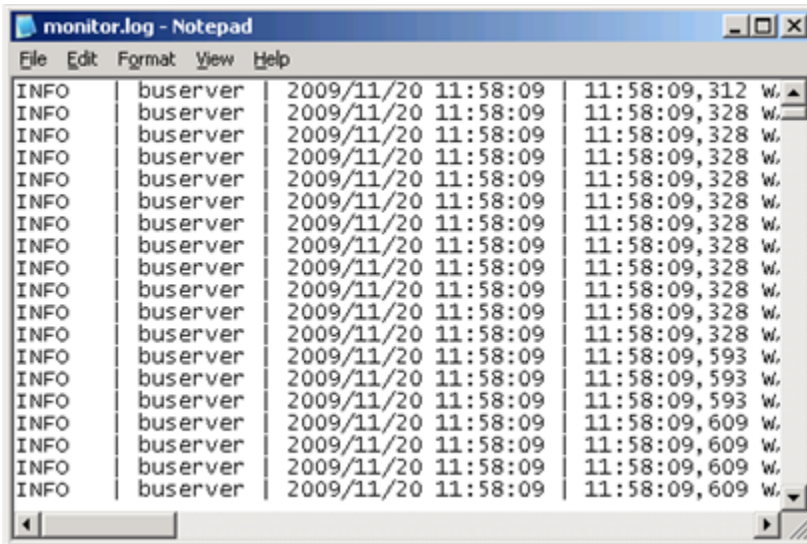 monitor.log - Notepad
File Edit Format View Help
INFO | buserver | 2009/11/20 11:58:09 | 11:58:09,312 W
INFO | buserver | 2009/11/20 11:58:09 | 11:58:09,328 W
INFO | buserver | 2009/11/20 11:58:09 | 11:58:09,328 W
INFO | buserver | 2009/11/20 11:58:09 | 11:58:09,328 W
INFO | buserver | 2009/11/20 11:58:09 | 11:58:09,328 W
INFO | buserver | 2009/11/20 11:58:09 | 11:58:09,328 W
INFO | buserver | 2009/11/20 11:58:09 | 11:58:09,328 W
INFO | buserver | 2009/11/20 11:58:09 | 11:58:09,328 W
INFO | buserver | 2009/11/20 11:58:09 | 11:58:09,328 W
INFO | buserver | 2009/11/20 11:58:09 | 11:58:09,328 W
INFO | buserver | 2009/11/20 11:58:09 | 11:58:09,328 W
INFO | buserver | 2009/11/20 11:58:09 | 11:58:09,328 W
INFO | buserver | 2009/11/20 11:58:09 | 11:58:09,593 W
INFO | buserver | 2009/11/20 11:58:09 | 11:58:09,593 W
INFO | buserver | 2009/11/20 11:58:09 | 11:58:09,593 W
INFO | buserver | 2009/11/20 11:58:09 | 11:58:09,609 W
INFO | buserver | 2009/11/20 11:58:09 | 11:58:09,609 W
INFO | buserver | 2009/11/20 11:58:09 | 11:58:09,609 W
INFO | buserver | 2009/11/20 11:58:09 | 11:58:09,609 W